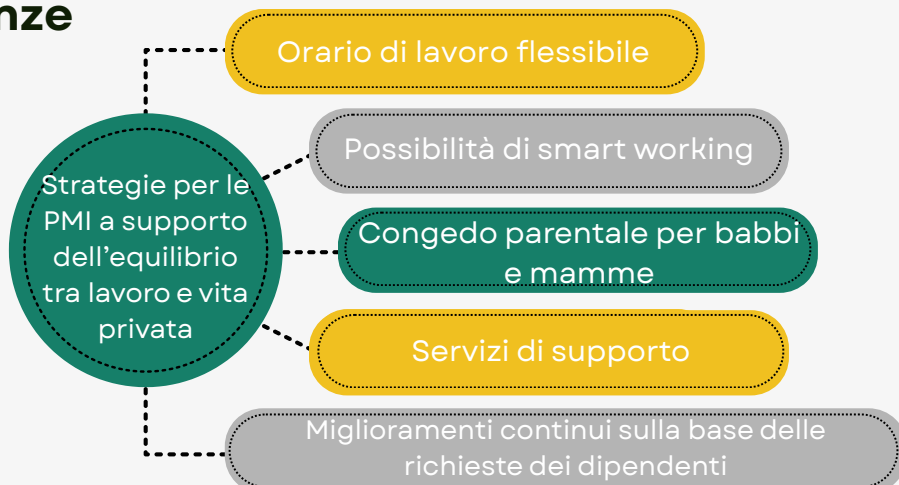 nze
Orario di lavoro flessibile
Possibilità di smart working
Strategie per le
PMI a supporto
dell'equilibrio
tra lavoro e vita
privata
Congedo parentale per babbi
e mamme
Servizi di supporto
Miglioramenti continui sulla base delle
richieste dei dipendenti